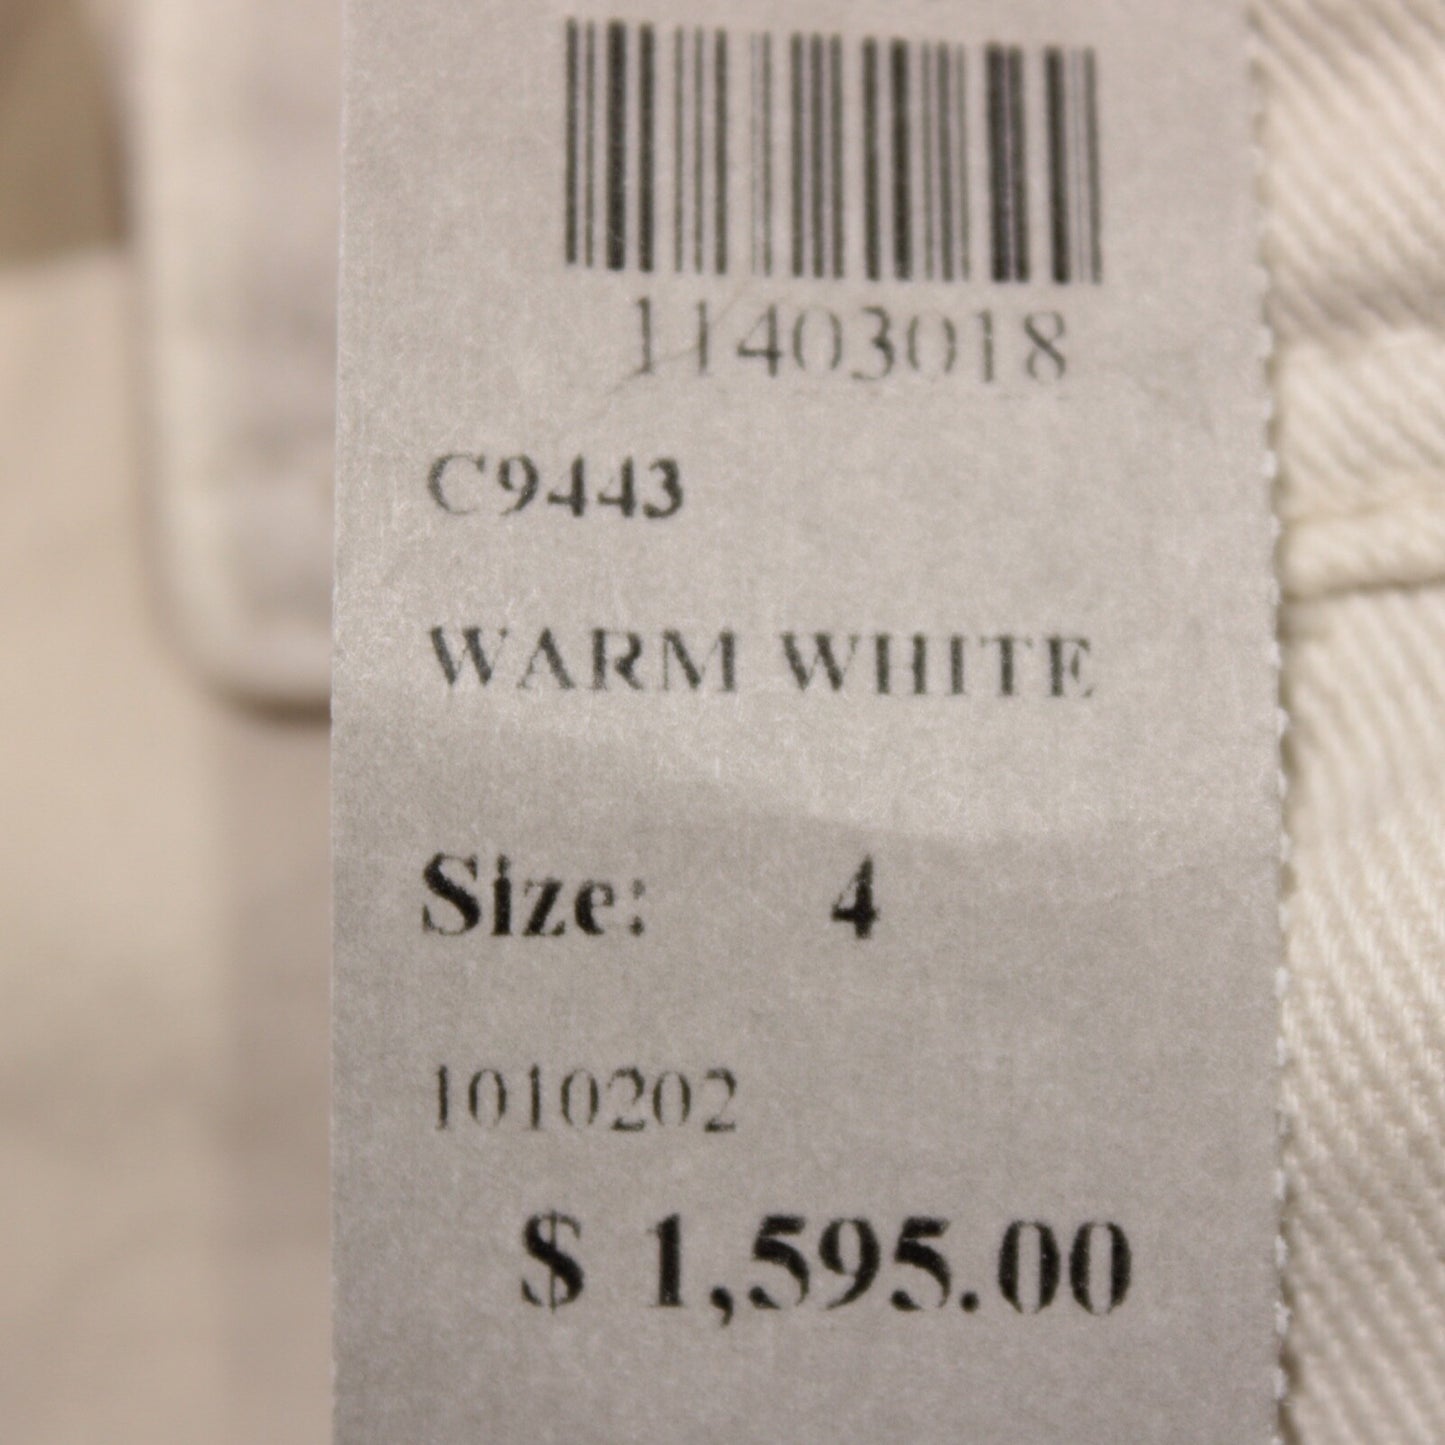 11403018
C9443
WARM WHITE
Size: 4
1010202
$ 1,595.00